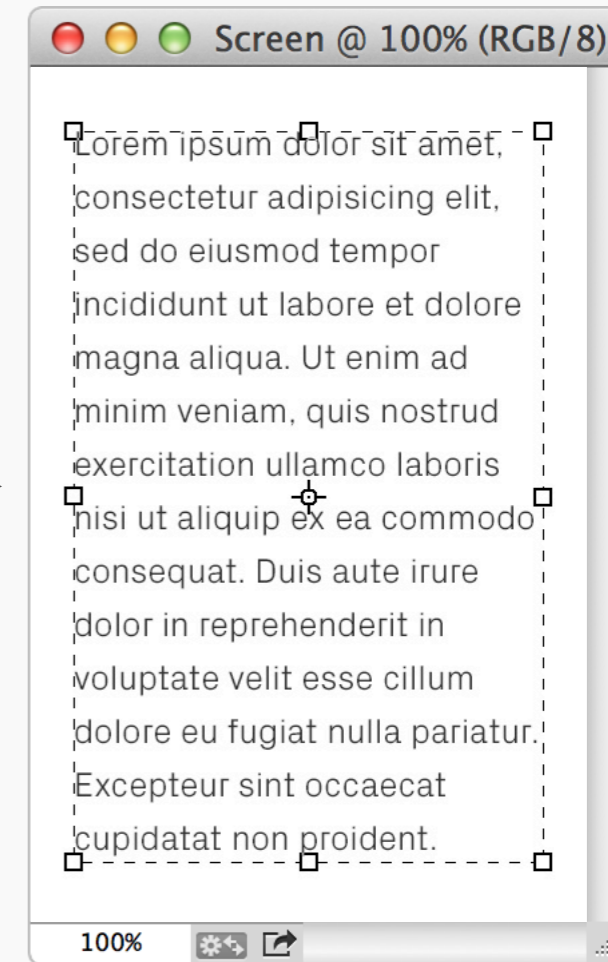 Screen @ 100% (RGB/8)
Lorem ipsum dolor sit amet,
consectetur adipisicing elit,
sed do eiusmod tempor
incididunt ut labore et dolore
magna aliqua. Ut enim ad
minim veniam, quis nostrud
exercitation ullamco laboris
nisi ut aliquip ex ea commodo
consequat. Duis aute irure
dolor in reprehenderit in
voluptate velit esse cillum
dolore eu fugiat nulla pariatur.
Excepteur sint occaecat
cupidatat non proident.
100%